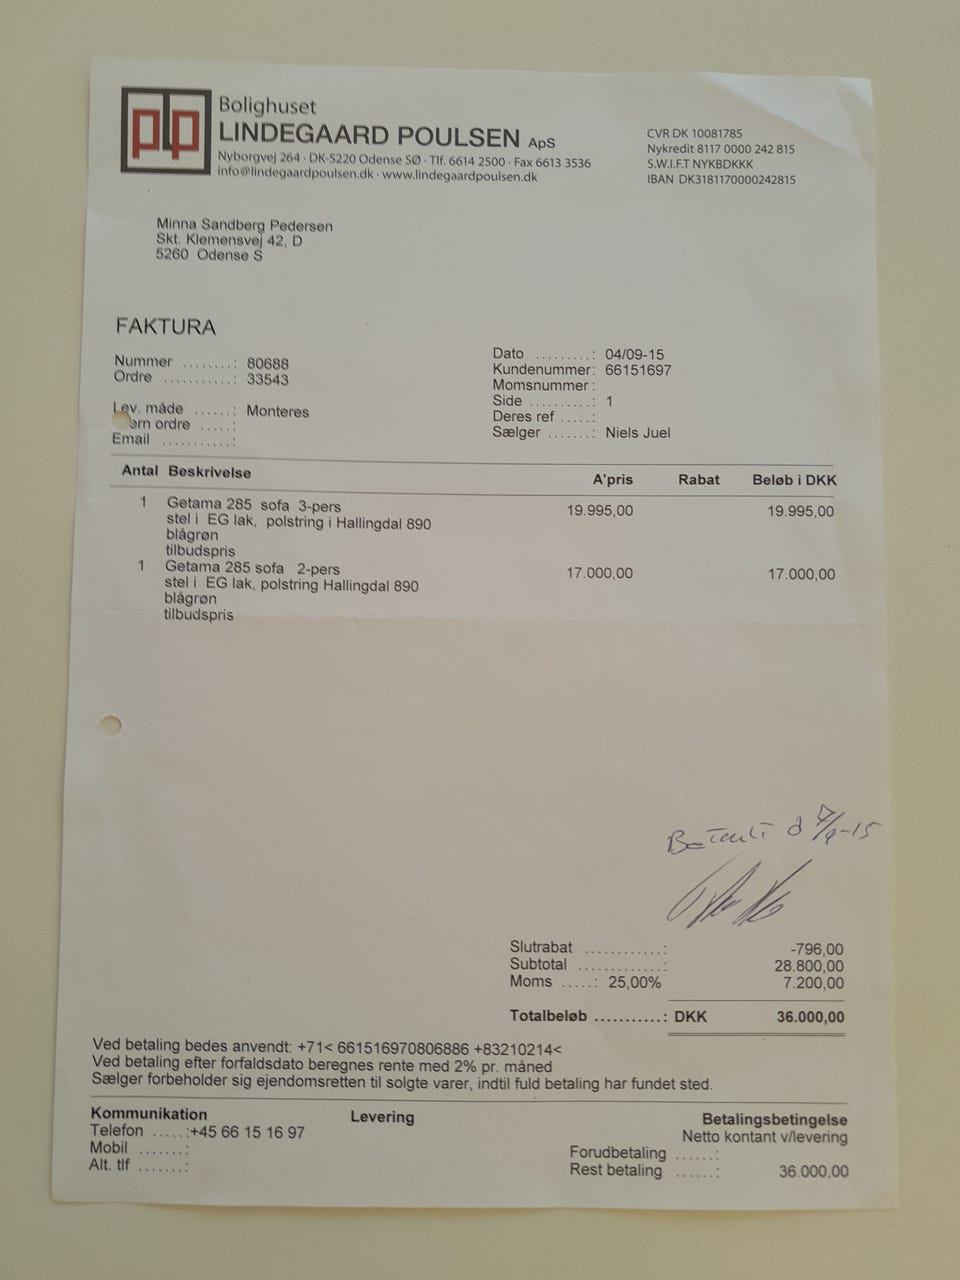 plp
Bolighuset
LINDEGAARD POULSEN ApS
Nyborgvej 264 · DK-5220 Odense SØ · Tlf. 6614 2500 · Fax 6613 3536
info@lindegaardpoulsen.dk · www.lindegaardpoulsen.dk
CVR DK 10081785
Nykredit 8117 0000 242 815
S.W.I.F.T NYKBDKKK
IBAN DK3181170000242815
Minna Sandberg Pedersen
Skt. Klemensvej 42, D
5260 Odense S
FAKTURA
Nummer ........: 80688
Ordre ...........: 33543
Lev. måde ......: Monteres
ern ordre .....:
Email ...........:
Dato .........: 04/09-15
Kundenummer: 66151697
Momsnummer :
Side ..........: 1
Deres ref .....:
Sælger .......: Niels Juel
Antal Beskrivelse A'pris Rabat Beløb i DKK
1 Getama 285 sofa 3-pers 19.995,00 19.995,00
stel i EG lak, polstring i Hallingdal 890
blågrøn
tilbudspris
1 Getama 285 sofa 2-pers 17.000,00 17.000,00
stel i EG lak, polstring Hallingdal 890
blågrøn
tilbudspris
Betalt d 7/9-15
Slutrabat ............: -796,00
Subtotal .............: 28.800,00
Moms .....: 25,00% 7.200,00
Totalbeløb ...........: DKK 36.000,00
Ved betaling bedes anvendt: +71< 661516970806886 +83210214<
Ved betaling efter forfaldsdato beregnes rente med 2% pr. måned
Sælger forbeholder sig ejendomsretten til solgte varer, indtil fuld betaling har fundet sted.
Kommunikation Levering Betalingsbetingelse
Telefon .....:+45 66 15 16 97 Netto kontant v/levering
Mobil .......:
Alt. tlf .......:
Forudbetaling ......:
Rest betaling ......: 36.000,00